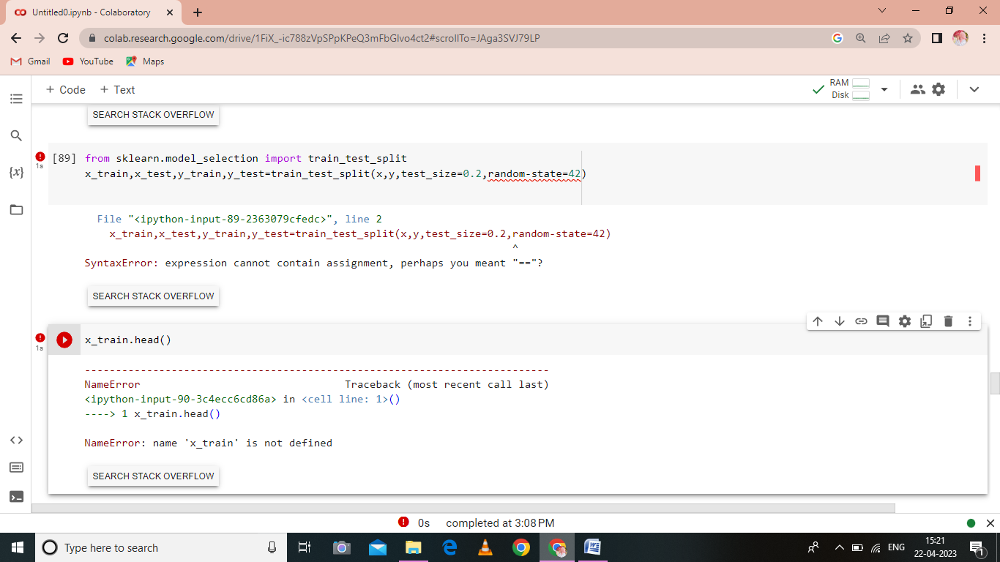 Untitled0.ipynb - Colaboratory
colab.research.google.com/drive/1FiX_-ic788zVpSPpKPeQ3mFbGlvo4ct2#scrollTo=JAga3SVJ79LP
Gmail YouTube Maps
+ Code + Text
RAM
Disk
SEARCH STACK OVERFLOW
[89] from sklearn.model_selection import train_test_split
1s
x_train,x_test,y_train,y_test=train_test_split(x,y,test_size=0.2,random-state=42)
{x}
File "<ipython-input-89-2363079cfedc>", line 2
x_train,x_test,y_train,y_test=train_test_split(x,y,test_size=0.2,random-state=42)
^
SyntaxError: expression cannot contain assignment, perhaps you meant "=="?
SEARCH STACK OVERFLOW
x_train.head()
1s
---------------------------------------------------------------------------
NameError Traceback (most recent call last)
<ipython-input-90-3c4ecc6cd86a> in <cell line: 1>()
----> 1 x_train.head()
NameError: name 'x_train' is not defined
SEARCH STACK OVERFLOW
0s completed at 3:08 PM
Type here to search
ENG
15:21
22-04-2023
1